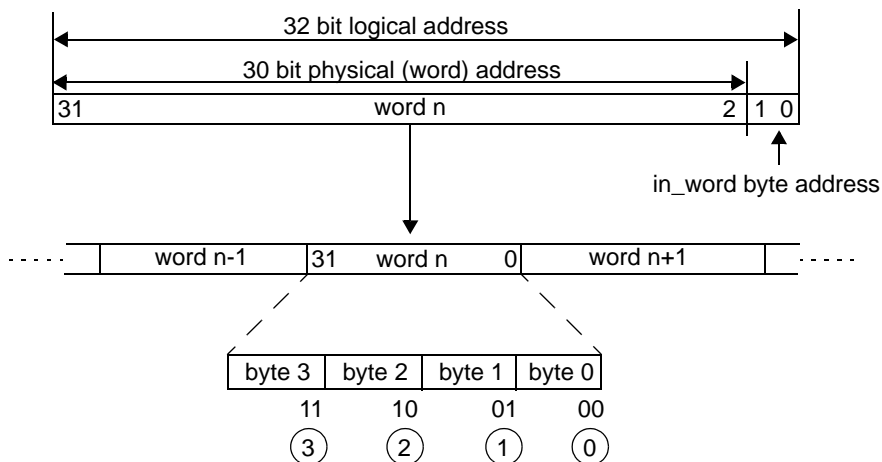 32 bit logical address
30 bit physical (word) address
31 word n 2 1 0
in_word byte address
word n-1 31 word n 0 word n+1
byte 3 byte 2 byte 1 byte 0
11 10 01 00
3 2 1 0